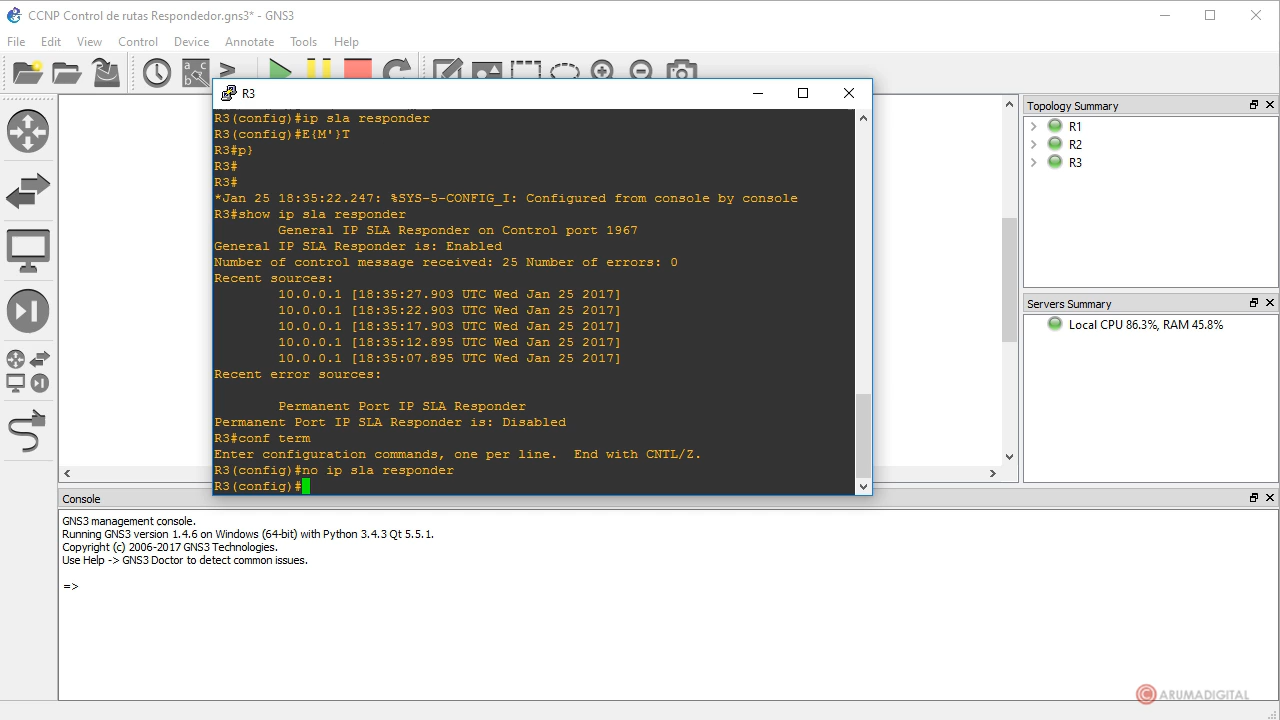 CCNP Control de rutas Respondedor.gns3* - GNS3
File Edit View Control Device Annotate Tools Help
R3
R3(config)#ip sla responder
R3(config)#E{M'}T
R3#p}
R3#
R3#
*Jan 25 18:35:22.247: %SYS-5-CONFIG_I: Configured from console by console
R3#show ip sla responder
General IP SLA Responder on Control port 1967
General IP SLA Responder is: Enabled
Number of control message received: 25 Number of errors: 0
Recent sources:
10.0.0.1 [18:35:27.903 UTC Wed Jan 25 2017]
10.0.0.1 [18:35:22.903 UTC Wed Jan 25 2017]
10.0.0.1 [18:35:17.903 UTC Wed Jan 25 2017]
10.0.0.1 [18:35:12.895 UTC Wed Jan 25 2017]
10.0.0.1 [18:35:07.895 UTC Wed Jan 25 2017]
Recent error sources:
Permanent Port IP SLA Responder
Permanent Port IP SLA Responder is: Disabled
R3#conf term
Enter configuration commands, one per line.  End with CNTL/Z.
R3(config)#no ip sla responder
R3(config)#
Topology Summary
R1
R2
R3
Servers Summary
Local CPU 86.3%, RAM 45.8%
Console
GNS3 management console.
Running GNS3 version 1.4.6 on Windows (64-bit) with Python 3.4.3 Qt 5.5.1.
Copyright (c) 2006-2017 GNS3 Technologies.
Use Help -> GNS3 Doctor to detect common issues.
=>
© ARUMADIGITAL